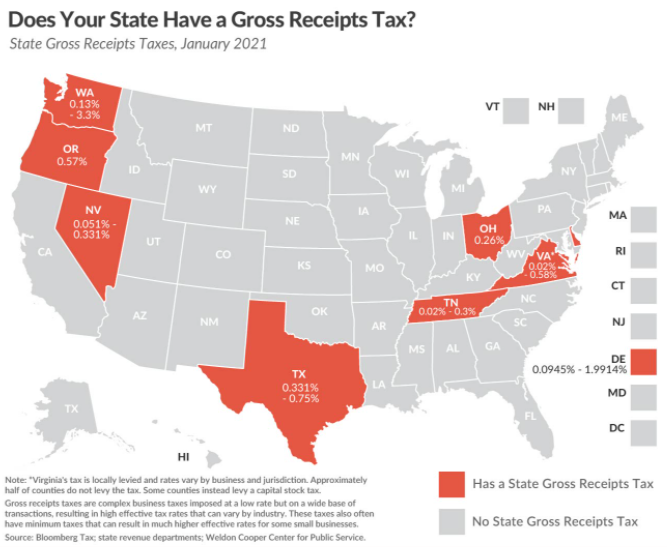 Does Your State Have a Gross Receipts Tax?
State Gross Receipts Taxes, January 2021
WA
0.13%
- 3.3%
OR
0.57%
NV
0.051% -
0.331%
CA
ID
MT
ND
MN
WI
MI
VT
NH
ME
NY
WY
SD
IA
IL
IN
OH
0.26%
PA
UT
CO
NE
KS
MO
KY
WV
VA*
0.02%
- 0.58%
TN
0.02% - 0.3%
NC
SC
AZ
NM
OK
AR
MS
AL
GA
TX
0.331%
- 0.75%
LA
FL
MA
RI
CT
NJ
DE
0.0945% - 1.9914%
MD
DC
TX
HI
Has a State Gross Receipts Tax
No State Gross Receipts Tax
Note: *Virginia's tax is locally levied and rates vary by business and jurisdiction. Approximately
half of counties do not levy the tax. Some counties instead levy a capital stock tax.
Gross receipts taxes are complex business taxes imposed at a low rate but on a wide base of
transactions, resulting in high effective tax rates that can vary by industry. These taxes also often
have minimum taxes that can result in much higher effective rates for some small businesses.
Source: Bloomberg Tax; state revenue departments; Weldon Cooper Center for Public Service.